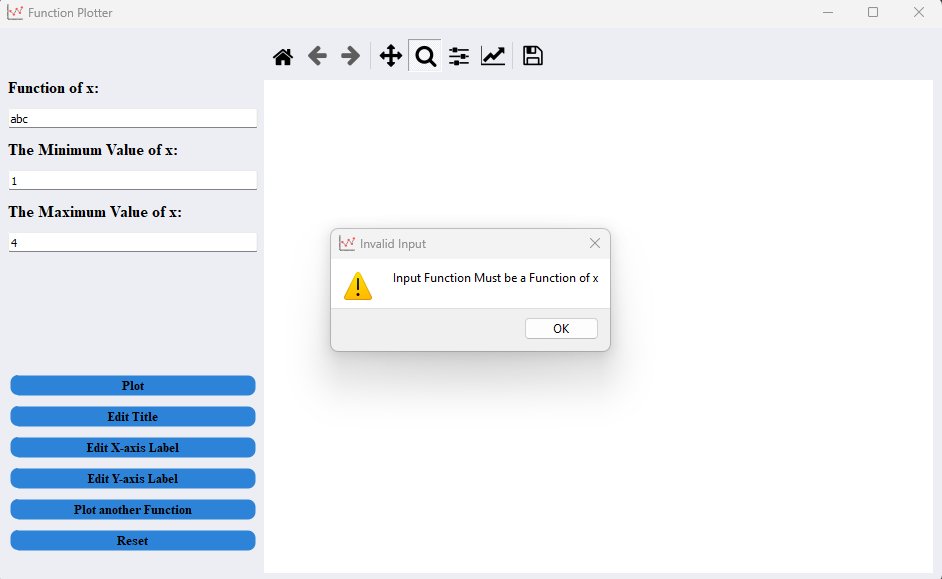 Function Plotter
Function of x:
abc
The Minimum Value of x:
1
The Maximum Value of x:
4
Invalid Input
Input Function Must be a Function of x
OK
Plot
Edit Title
Edit X-axis Label
Edit Y-axis Label
Plot another Function
Reset